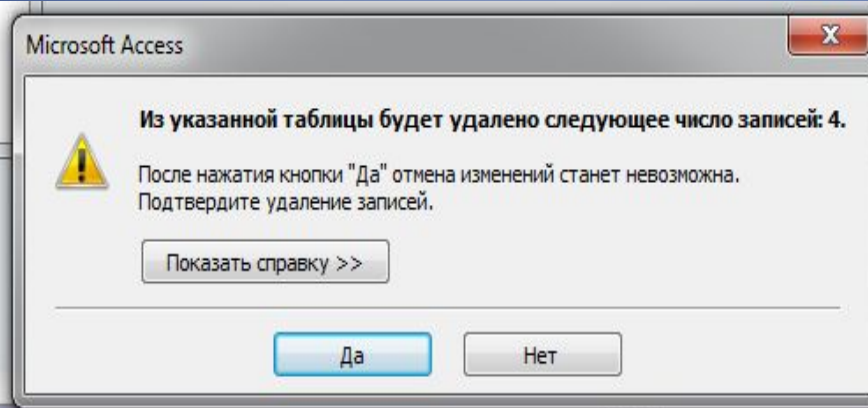 Microsoft Access
Из указанной таблицы будет удалено следующее число записей: 4.
После нажатия кнопки "Да" отмена изменений станет невозможна.
Подтвердите удаление записей.
Показать справку >>
Да
Нет